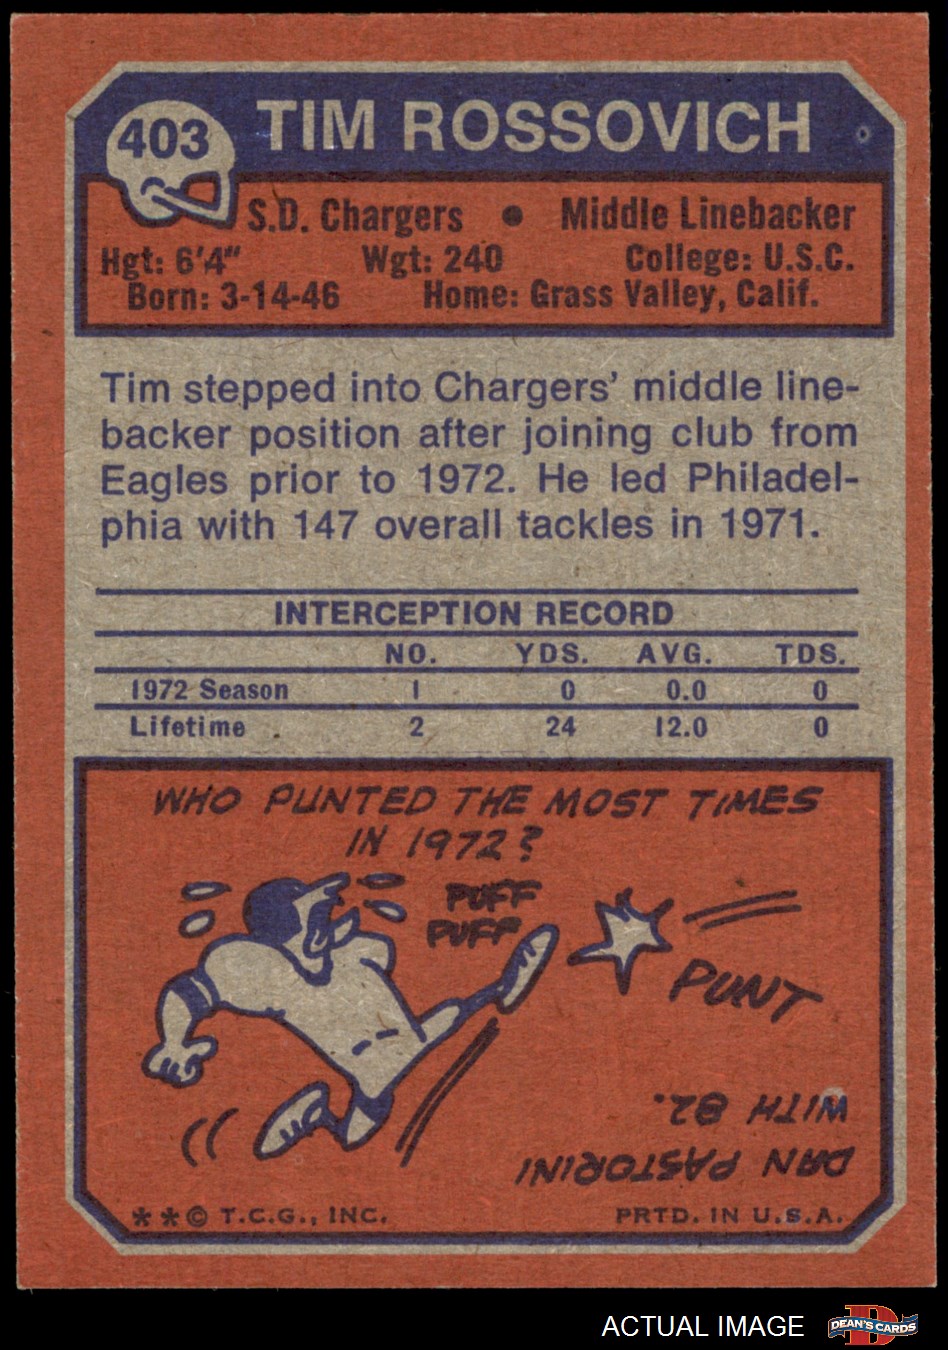 403
TIM ROSSOVICH
S.D. Chargers • Middle Linebacker
Hgt: 6'4" Wgt: 240 College: U.S.C.
Born: 3-14-46 Home: Grass Valley, Calif.
Tim stepped into Chargers' middle line-
backer position after joining club from
Eagles prior to 1972. He led Philadel-
phia with 147 overall tackles in 1971.
INTERCEPTION RECORD
NO. YDS. AVG. TDS.
1972 Season 1 0 0.0 0
Lifetime 2 24 12.0 0
WHO PUNTED THE MOST TIMES
IN 1972?
PUFF
PUFF
PUNT
DAN PASTORINI
WITH 82.
**© T.C.G., INC. PRTD. IN U.S.A.
ACTUAL IMAGE
D
DEAN'S CARDS